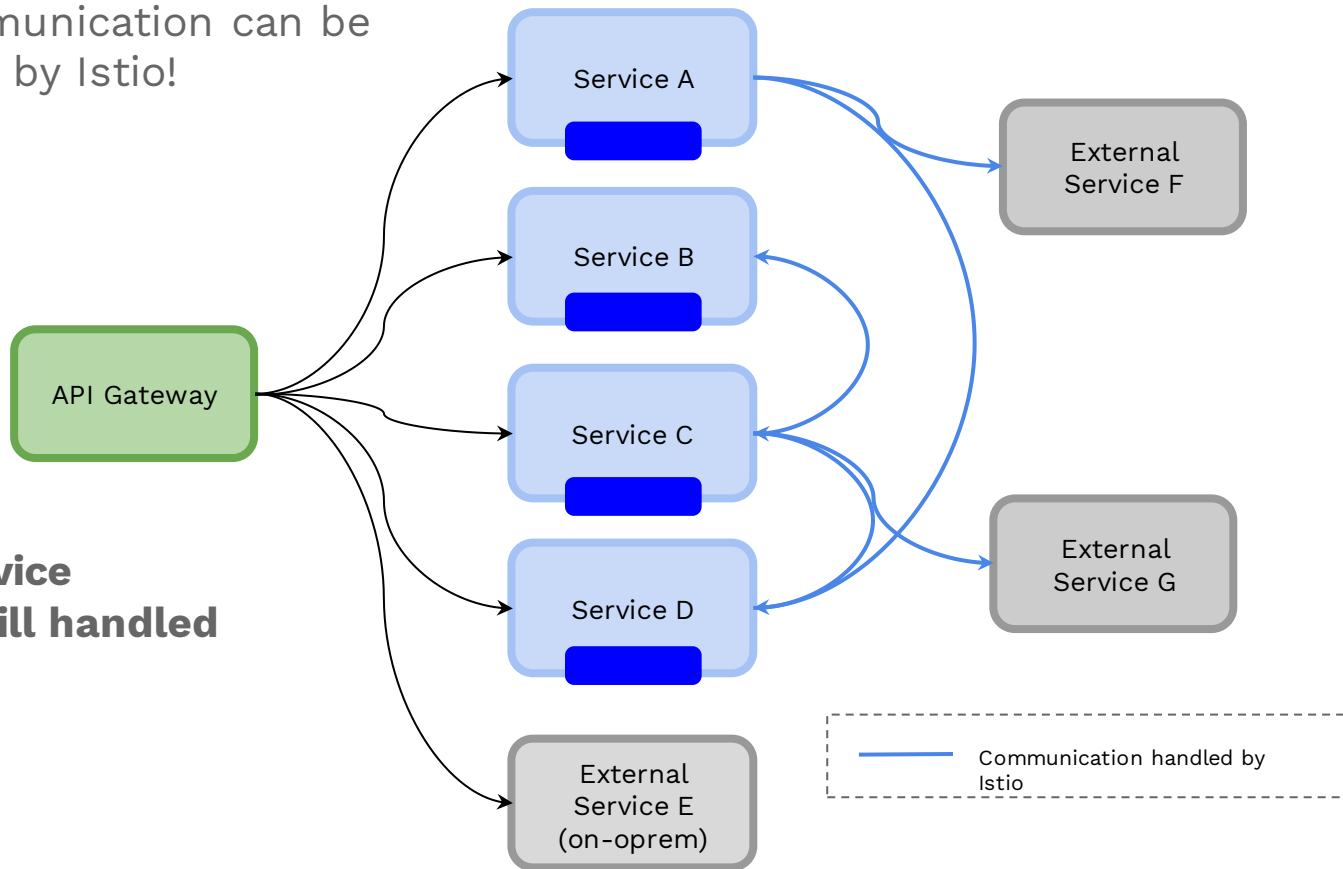 munication can be
by Istio!
Service A
External
Service F
Service B
API Gateway
Service C
External
Service G
vice
ill handled
Service D
Communication handled by
Istio
External
Service E
(on-oprem)